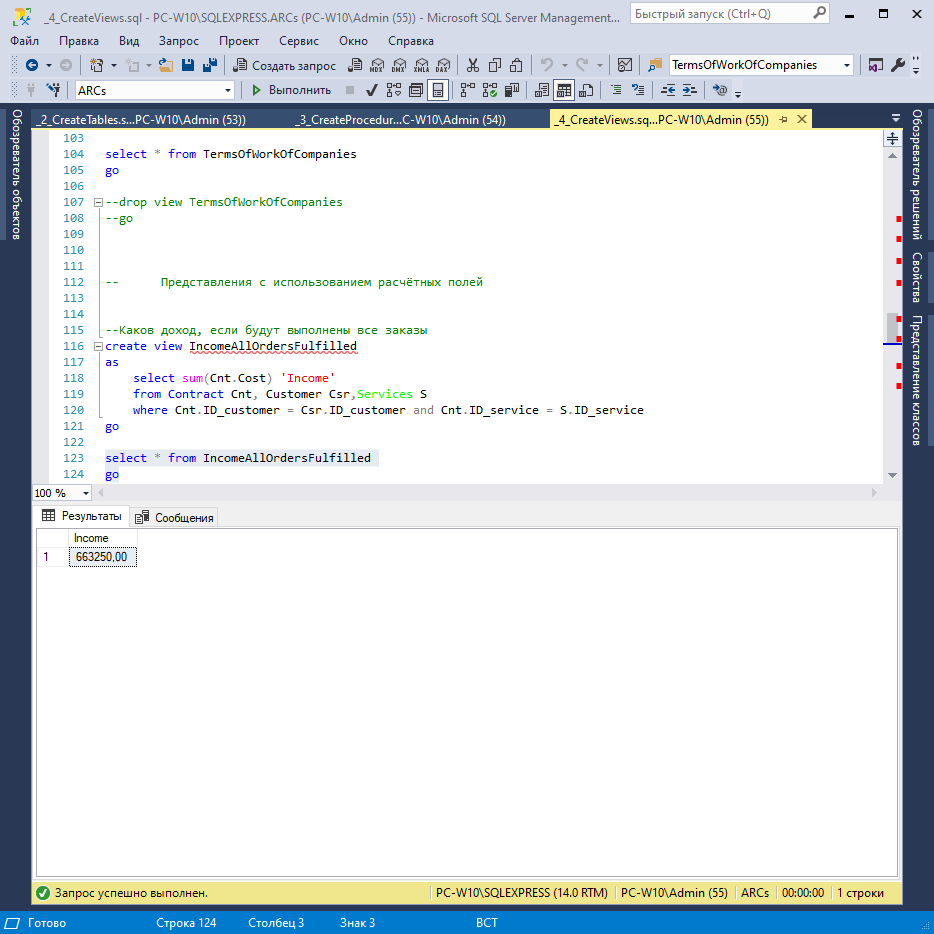 _4_CreateViews.sql - PC-W10\SQLEXPRESS.ARCs (PC-W10\Admin (55)) - Microsoft SQL Server Management...
Быстрый запуск (Ctrl+Q)
Файл Правка Вид Запрос Проект Сервис Окно Справка
Создать запрос MDX DMX XMLA DAX TermsOfWorkOfCompanies
ARCs Выполнить
_2_CreateTables.s...PC-W10\Admin (53)) _3_CreateProcedur...C-W10\Admin (54)) _4_CreateViews.sq...PC-W10\Admin (55))
Обозреватель объектов
103
104 select * from TermsOfWorkOfCompanies
105 go
106
107 --drop view TermsOfWorkOfCompanies
108 --go
109
110
111
112 -- Представления с использованием расчётных полей
113
114
115 --Каков доход, если будут выполнены все заказы
116 create view IncomeAllOrdersFulfilled
117 as
118 select sum(Cnt.Cost) 'Income'
119 from Contract Cnt, Customer Csr,Services S
120 where Cnt.ID_customer = Csr.ID_customer and Cnt.ID_service = S.ID_service
121 go
122
123 select * from IncomeAllOrdersFulfilled
124 go
Обозреватель решений
Свойства
Представление классов
100 %
Результаты Сообщения
Income
1 663250,00
Запрос успешно выполнен. PC-W10\SQLEXPRESS (14.0 RTM) PC-W10\Admin (55) ARCs 00:00:00 1 строки
Готово Строка 124 Столбец 3 Знак 3 ВСТ